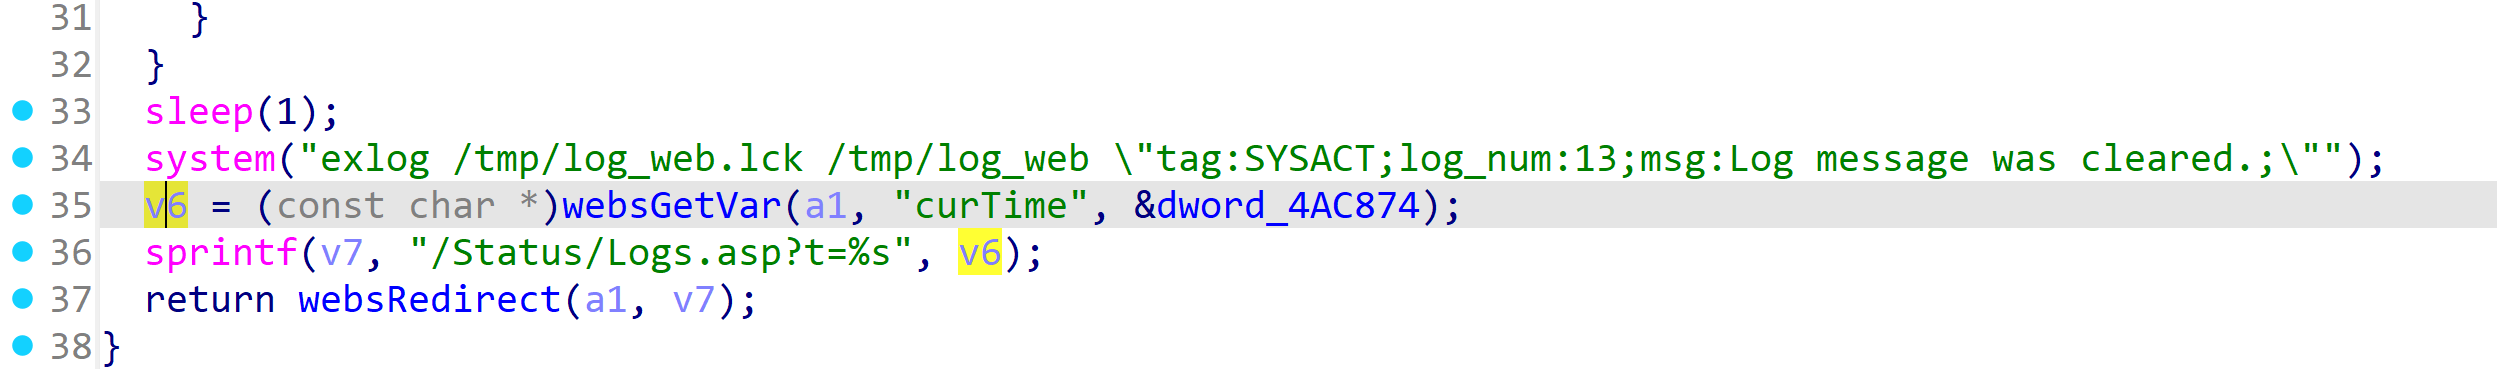 31 }
32 }
33 sleep(1);
34 system("exlog /tmp/log_web.lck /tmp/log_web \"tag:SYSACT;log_num:13;msg:Log message was cleared.;\"");
35 v6 = (const char *)websGetVar(a1, "curTime", &dword_4AC874);
36 sprintf(v7, "/Status/Logs.asp?t=%s", v6);
37 return websRedirect(a1, v7);
38 }